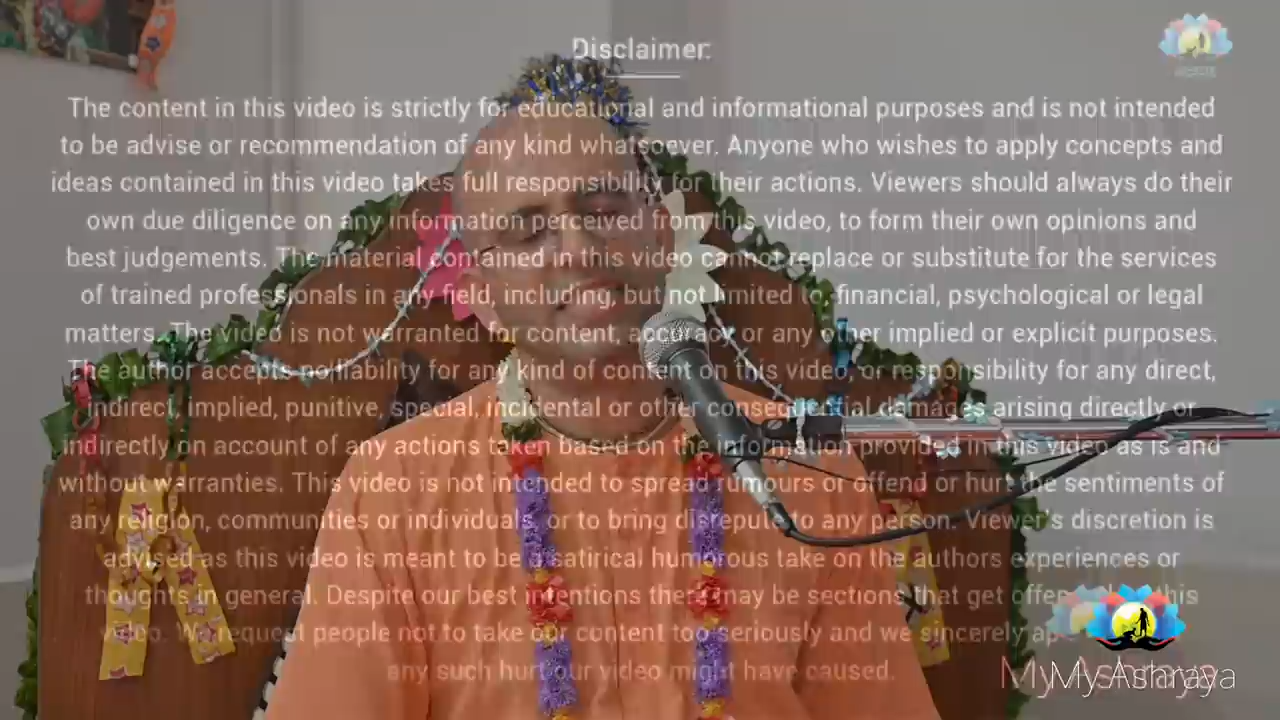 Disclaimer:
The content in this video is strictly for educational and informational purposes and is not intended
to be advise or recommendation of any kind whatsoever. Anyone who wishes to apply concepts and
ideas contained in this video takes full responsibility for their actions. Viewers should always do their
own due diligence on any information perceived from this video, to form their own opinions and
best judgements. The material contained in this video cannot replace or substitute for the services
of trained professionals in any field, including, but not limited to, financial, psychological or legal
matters. The video is not warranted for content, accuracy or any other implied or explicit purposes.
The author accepts no liability for any kind of content on this video or responsibility for any direct,
indirect, implied, punitive, special, incidental or other consequential damages arising directly or
indirectly on account of any actions taken based on the information provided in this video as is and
without warranties. This video is not intended to spread rumours or offend or hurt the sentiments of
any religion, communities or individuals, or to bring disrepute to any person. Viewer's discretion is
advised as this video is meant to be a satirical humorous take on the authors experiences or
thoughts in general. Despite our best intentions there may be sections that get offended this
video. We request people not to take our content too seriously and we sincerely
any such hurt our video might have caused.
My Ashraya